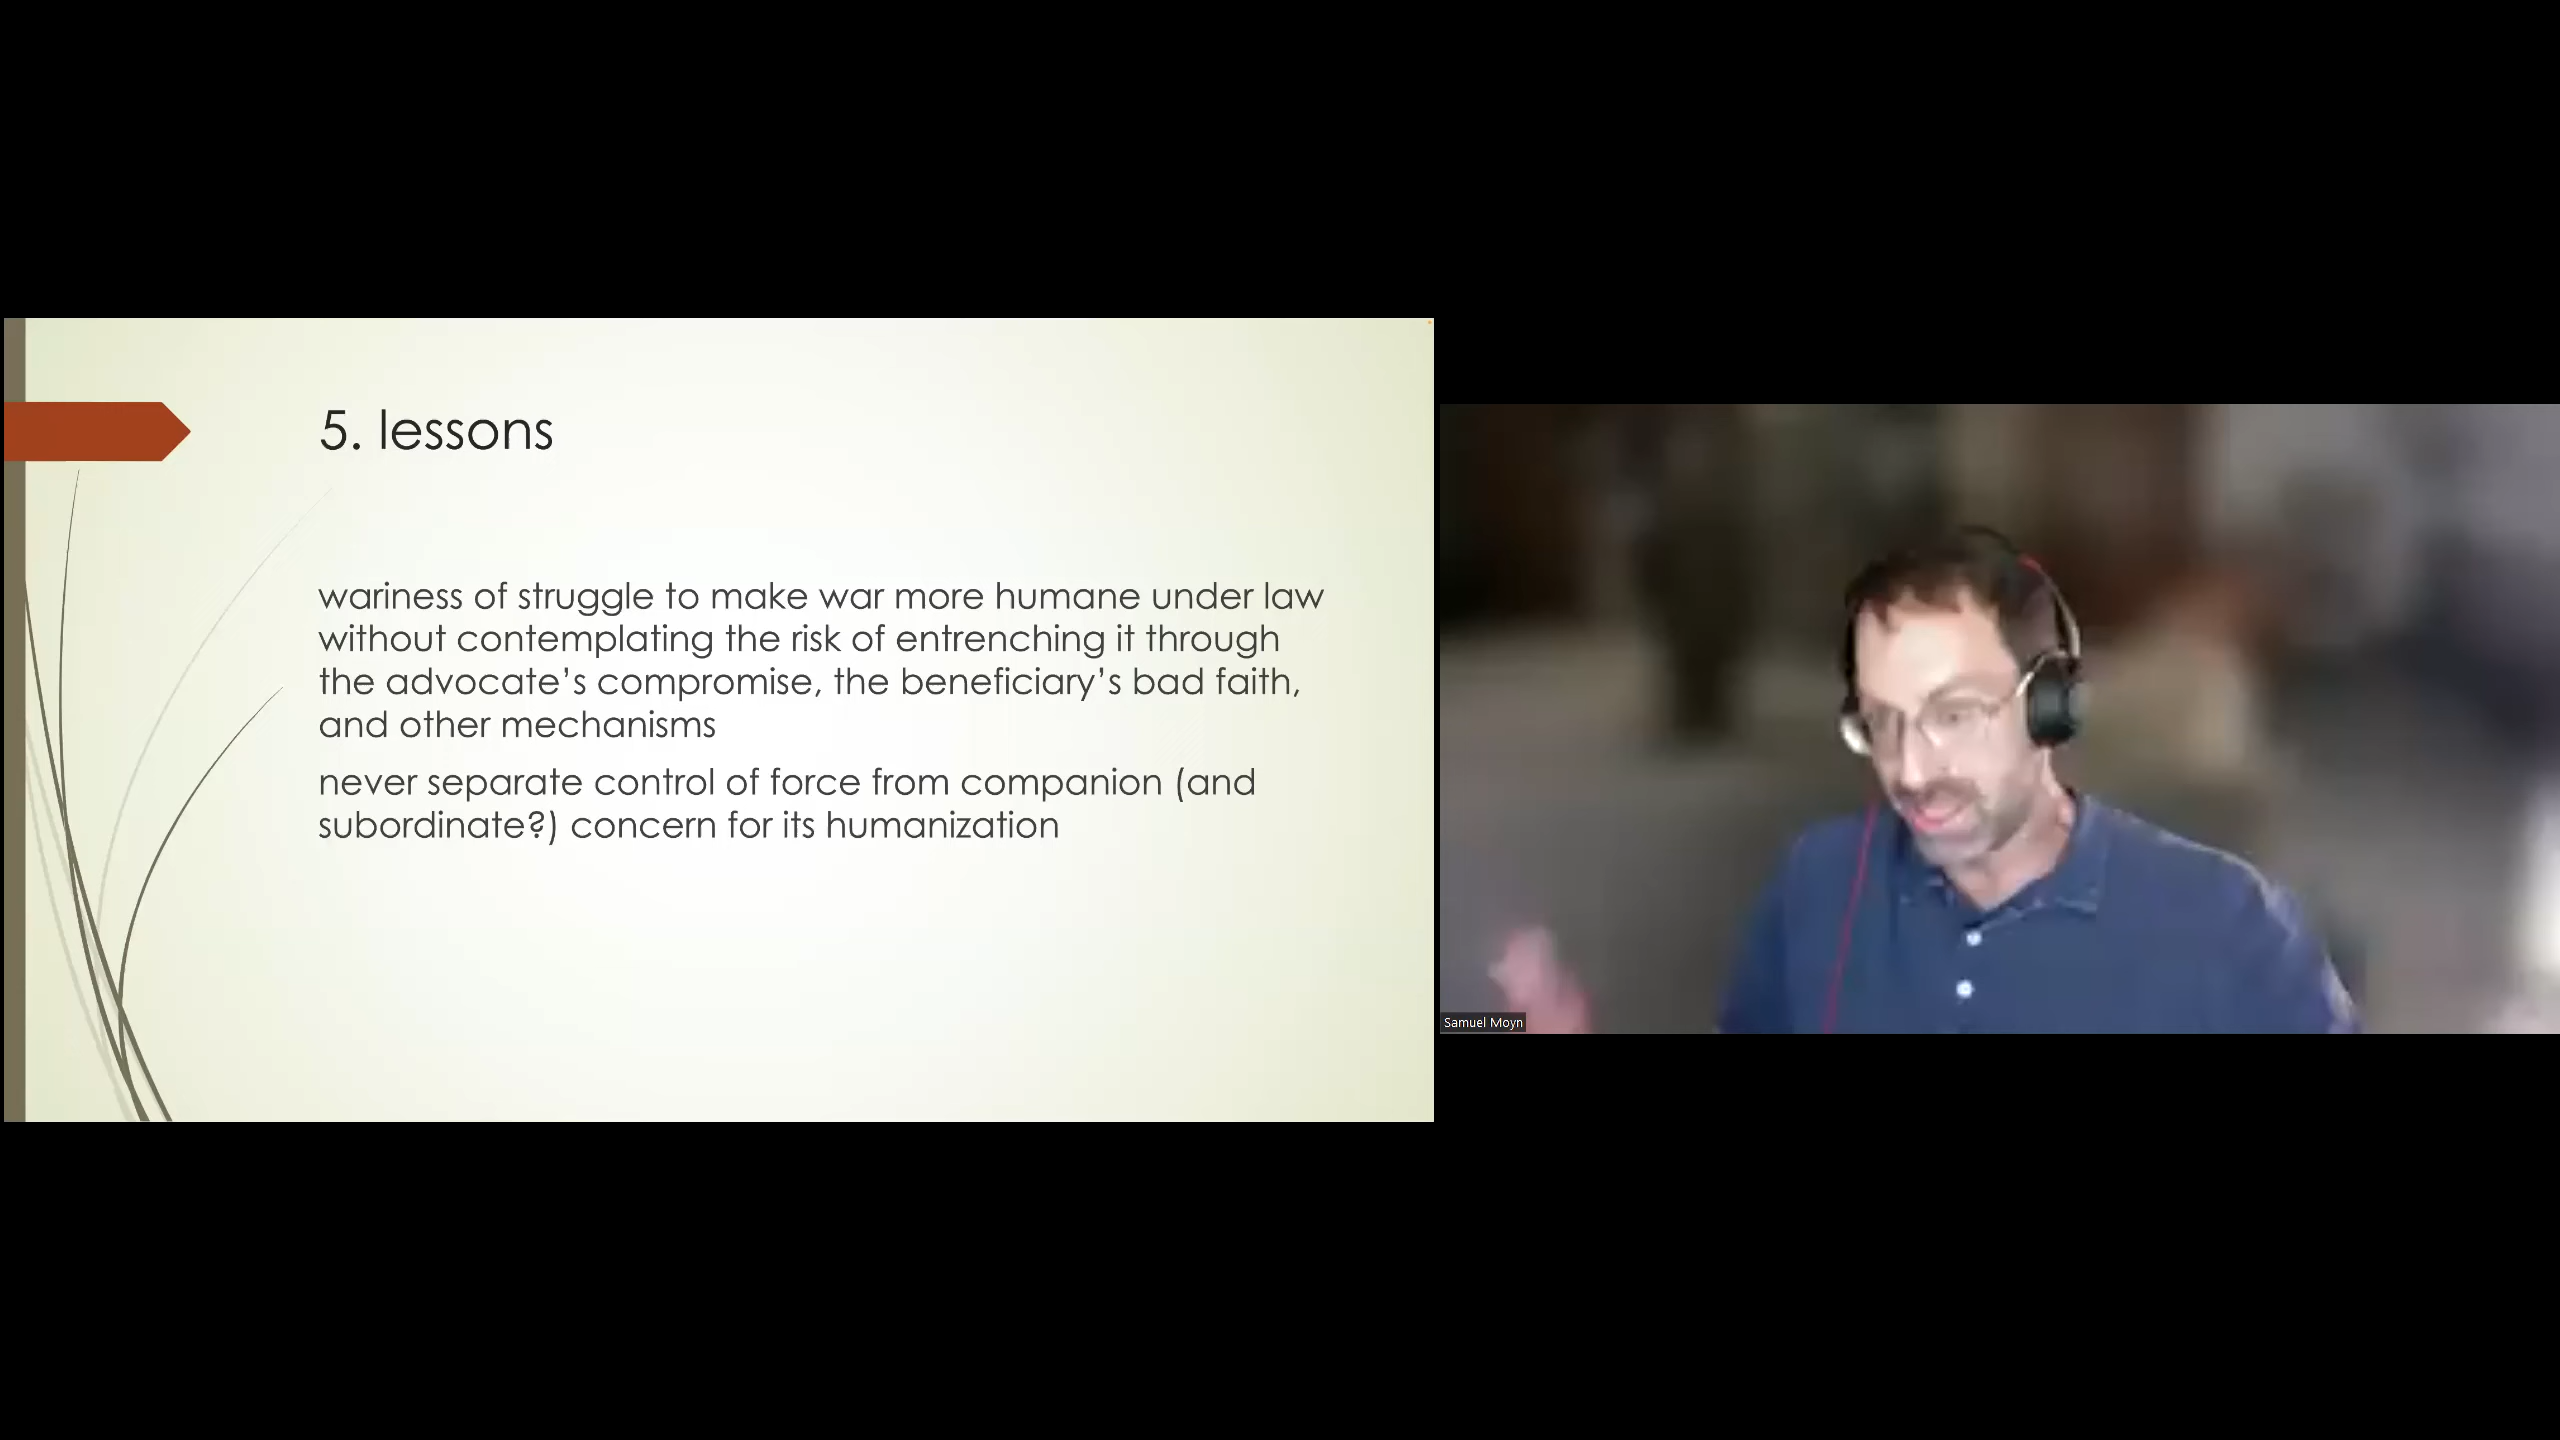 5. lessons
wariness of struggle to make war more humane under law
without contemplating the risk of entrenching it through
the advocate’s compromise, the beneficiary’s bad faith,
and other mechanisms
never separate control of force from companion (and
subordinate?) concern for its humanization
Samuel Moyn